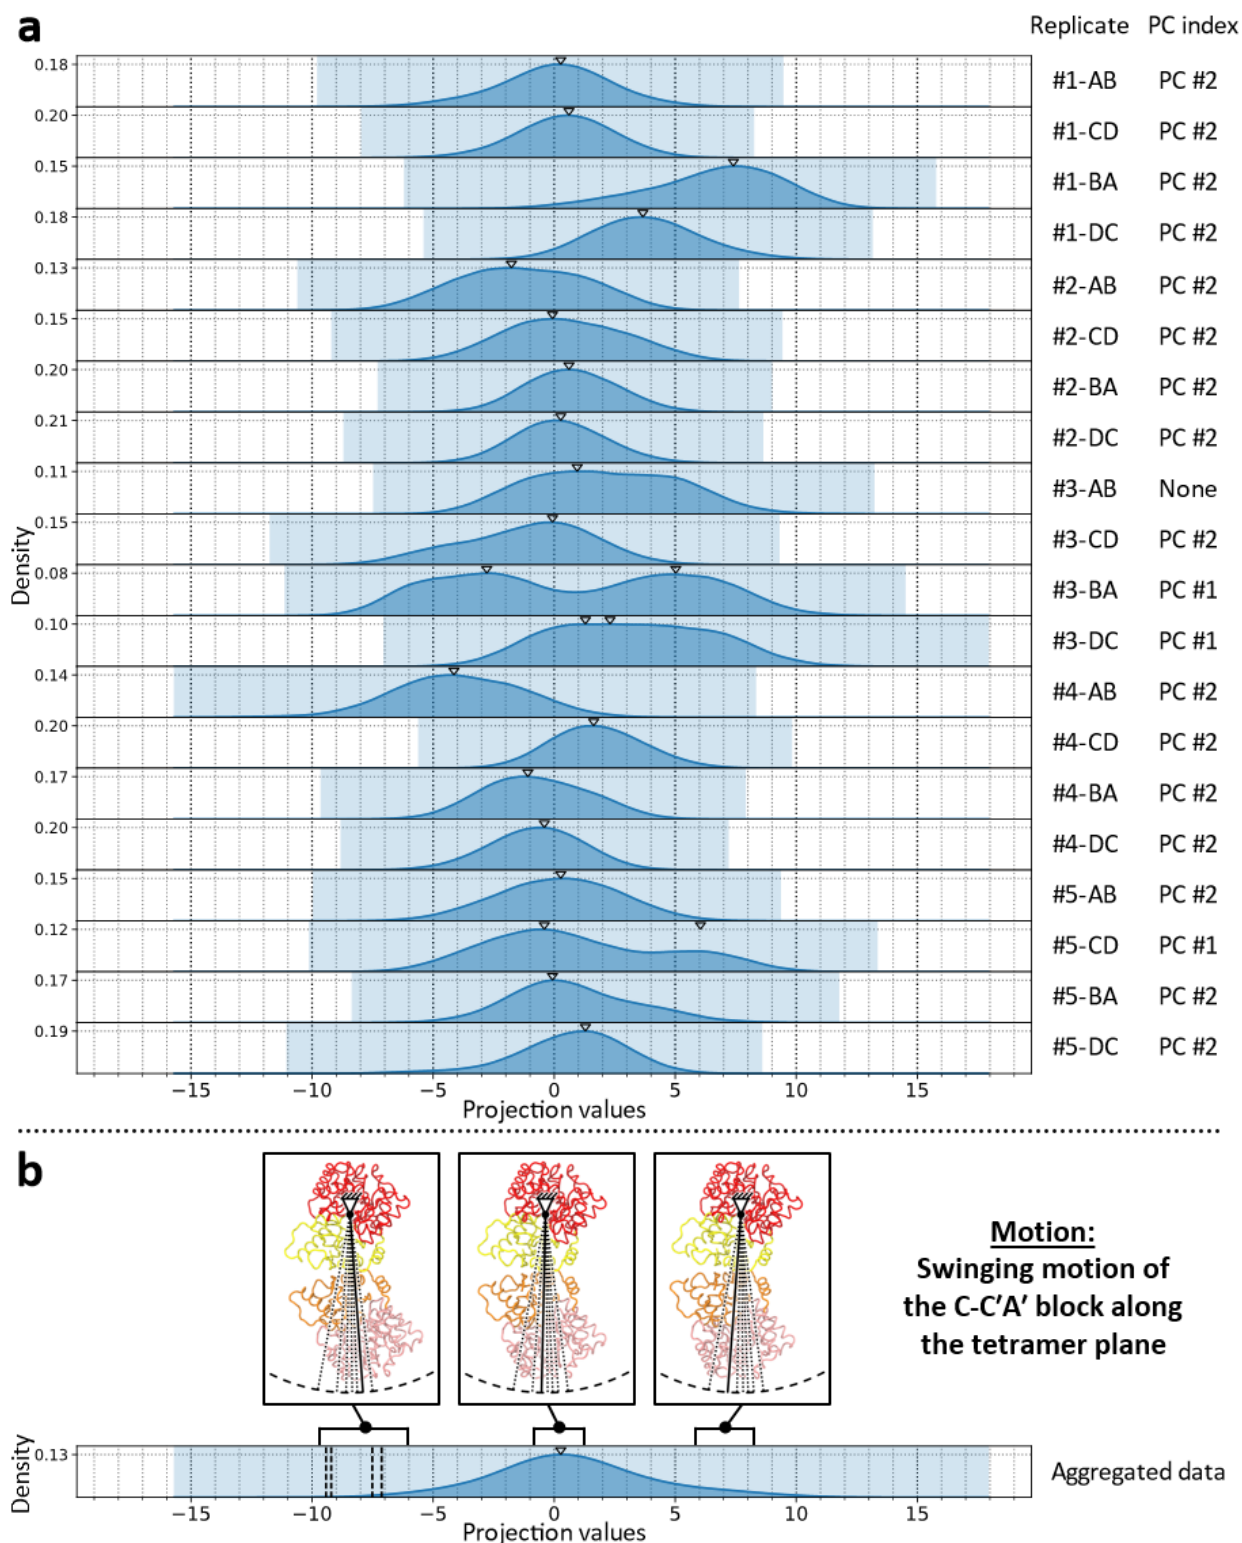 a
Replicate PC index
0.18 #1-AB PC #2
0.20 #1-CD PC #2
0.15 #1-BA PC #2
0.18 #1-DC PC #2
0.13 #2-AB PC #2
0.15 #2-CD PC #2
0.20 #2-BA PC #2
0.21 #2-DC PC #2
0.11 #3-AB None
0.15 #3-CD PC #2
0.08 #3-BA PC #1
0.10 #3-DC PC #1
0.14 #4-AB PC #2
0.20 #4-CD PC #2
0.17 #4-BA PC #2
0.20 #4-DC PC #2
0.15 #5-AB PC #2
0.12 #5-CD PC #1
0.17 #5-BA PC #2
0.19 #5-DC PC #2
Density
−15 −10 −5 0 5 10 15
Projection values
b
Motion:
Swinging motion of
the C-C′A′ block along
the tetramer plane
Density
0.13 Aggregated data
−15 −10 −5 0 5 10 15
Projection values